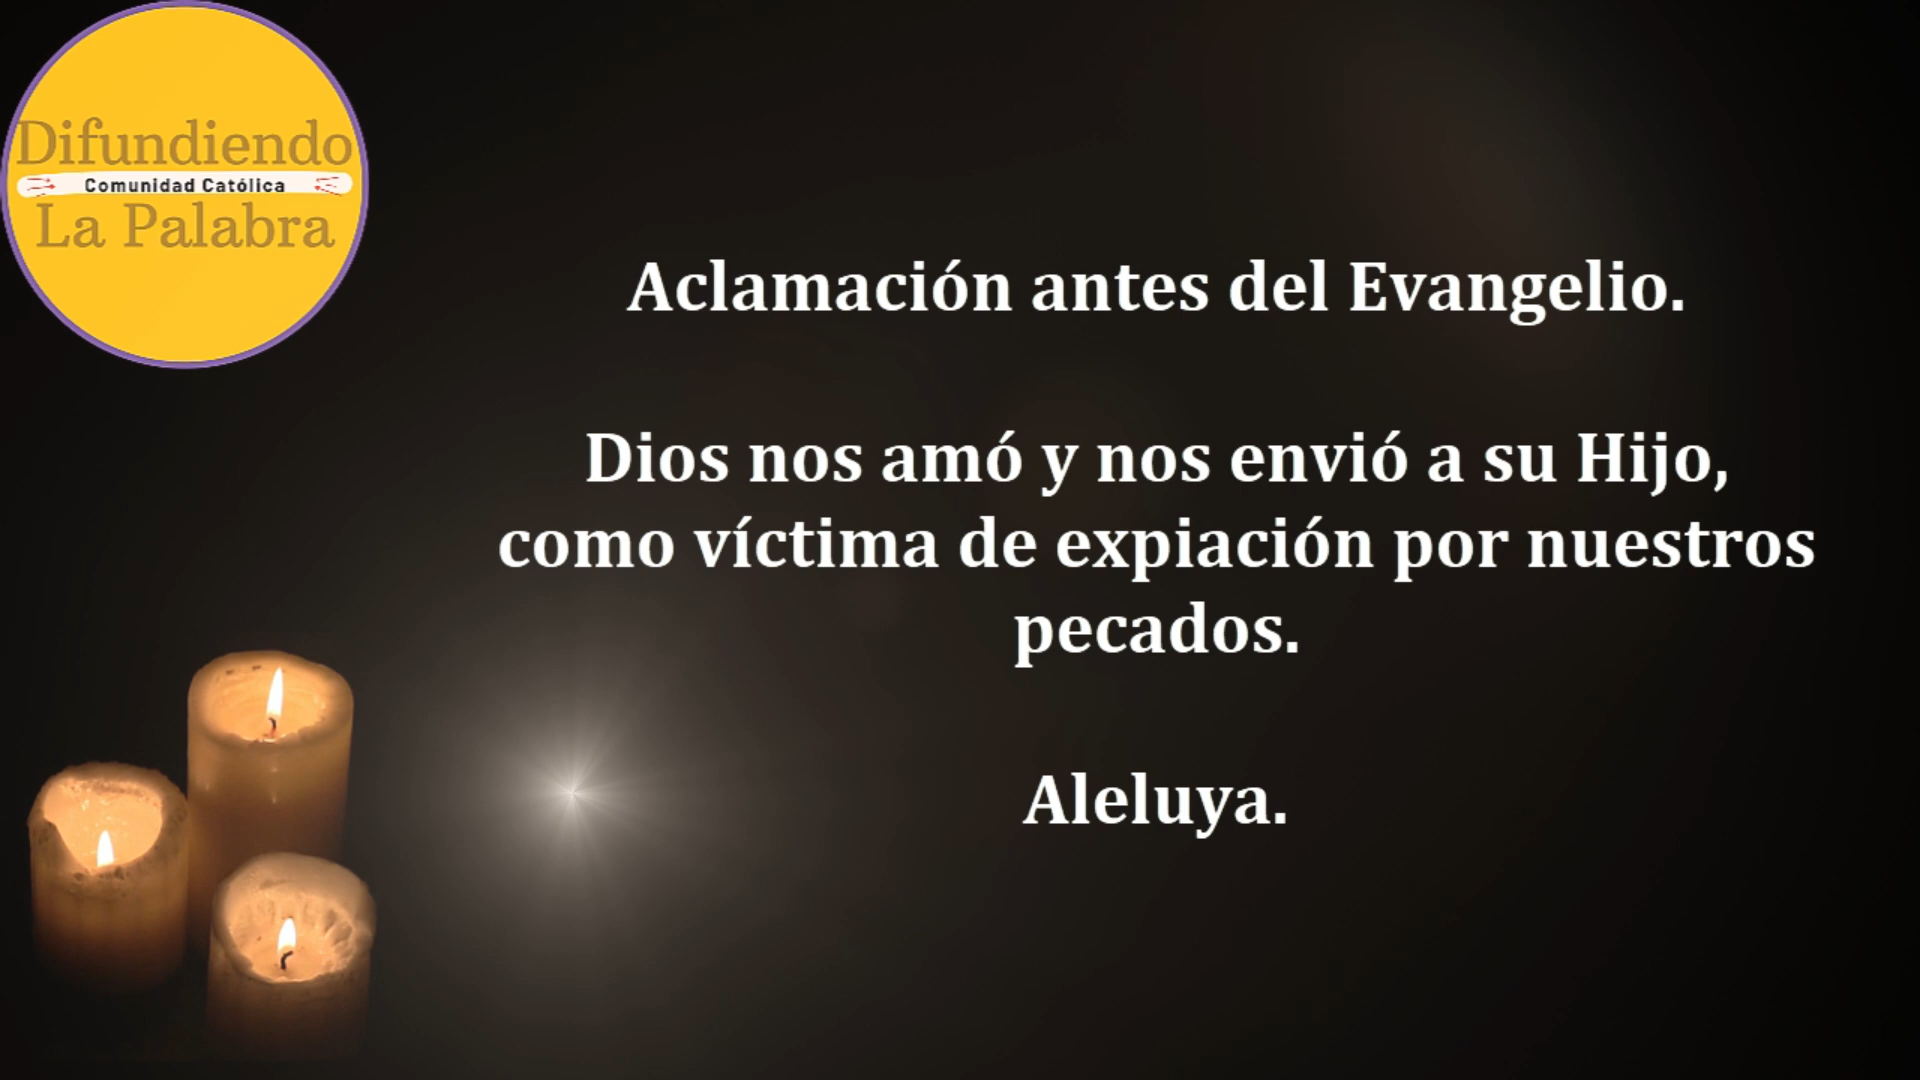 Difundiendo
Comunidad Católica
La Palabra
Aclamación antes del Evangelio.
Dios nos amó y nos envió a su Hijo,
como víctima de expiación por nuestros
pecados.
Aleluya.